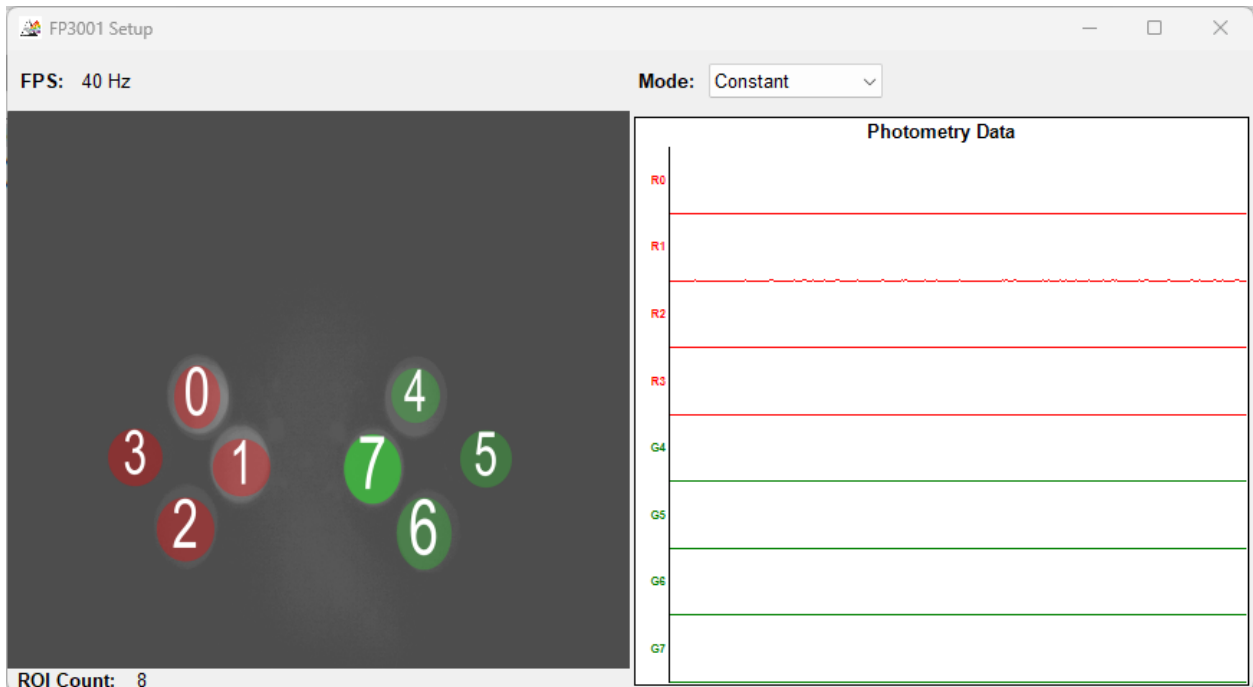 FP3001 Setup
FPS: 40 Hz
Mode: Constant
Photometry Data
R0
R1
R2
R3
G4
G5
G6
G7
0
4
3
1
7
5
2
6
ROI Count: 8